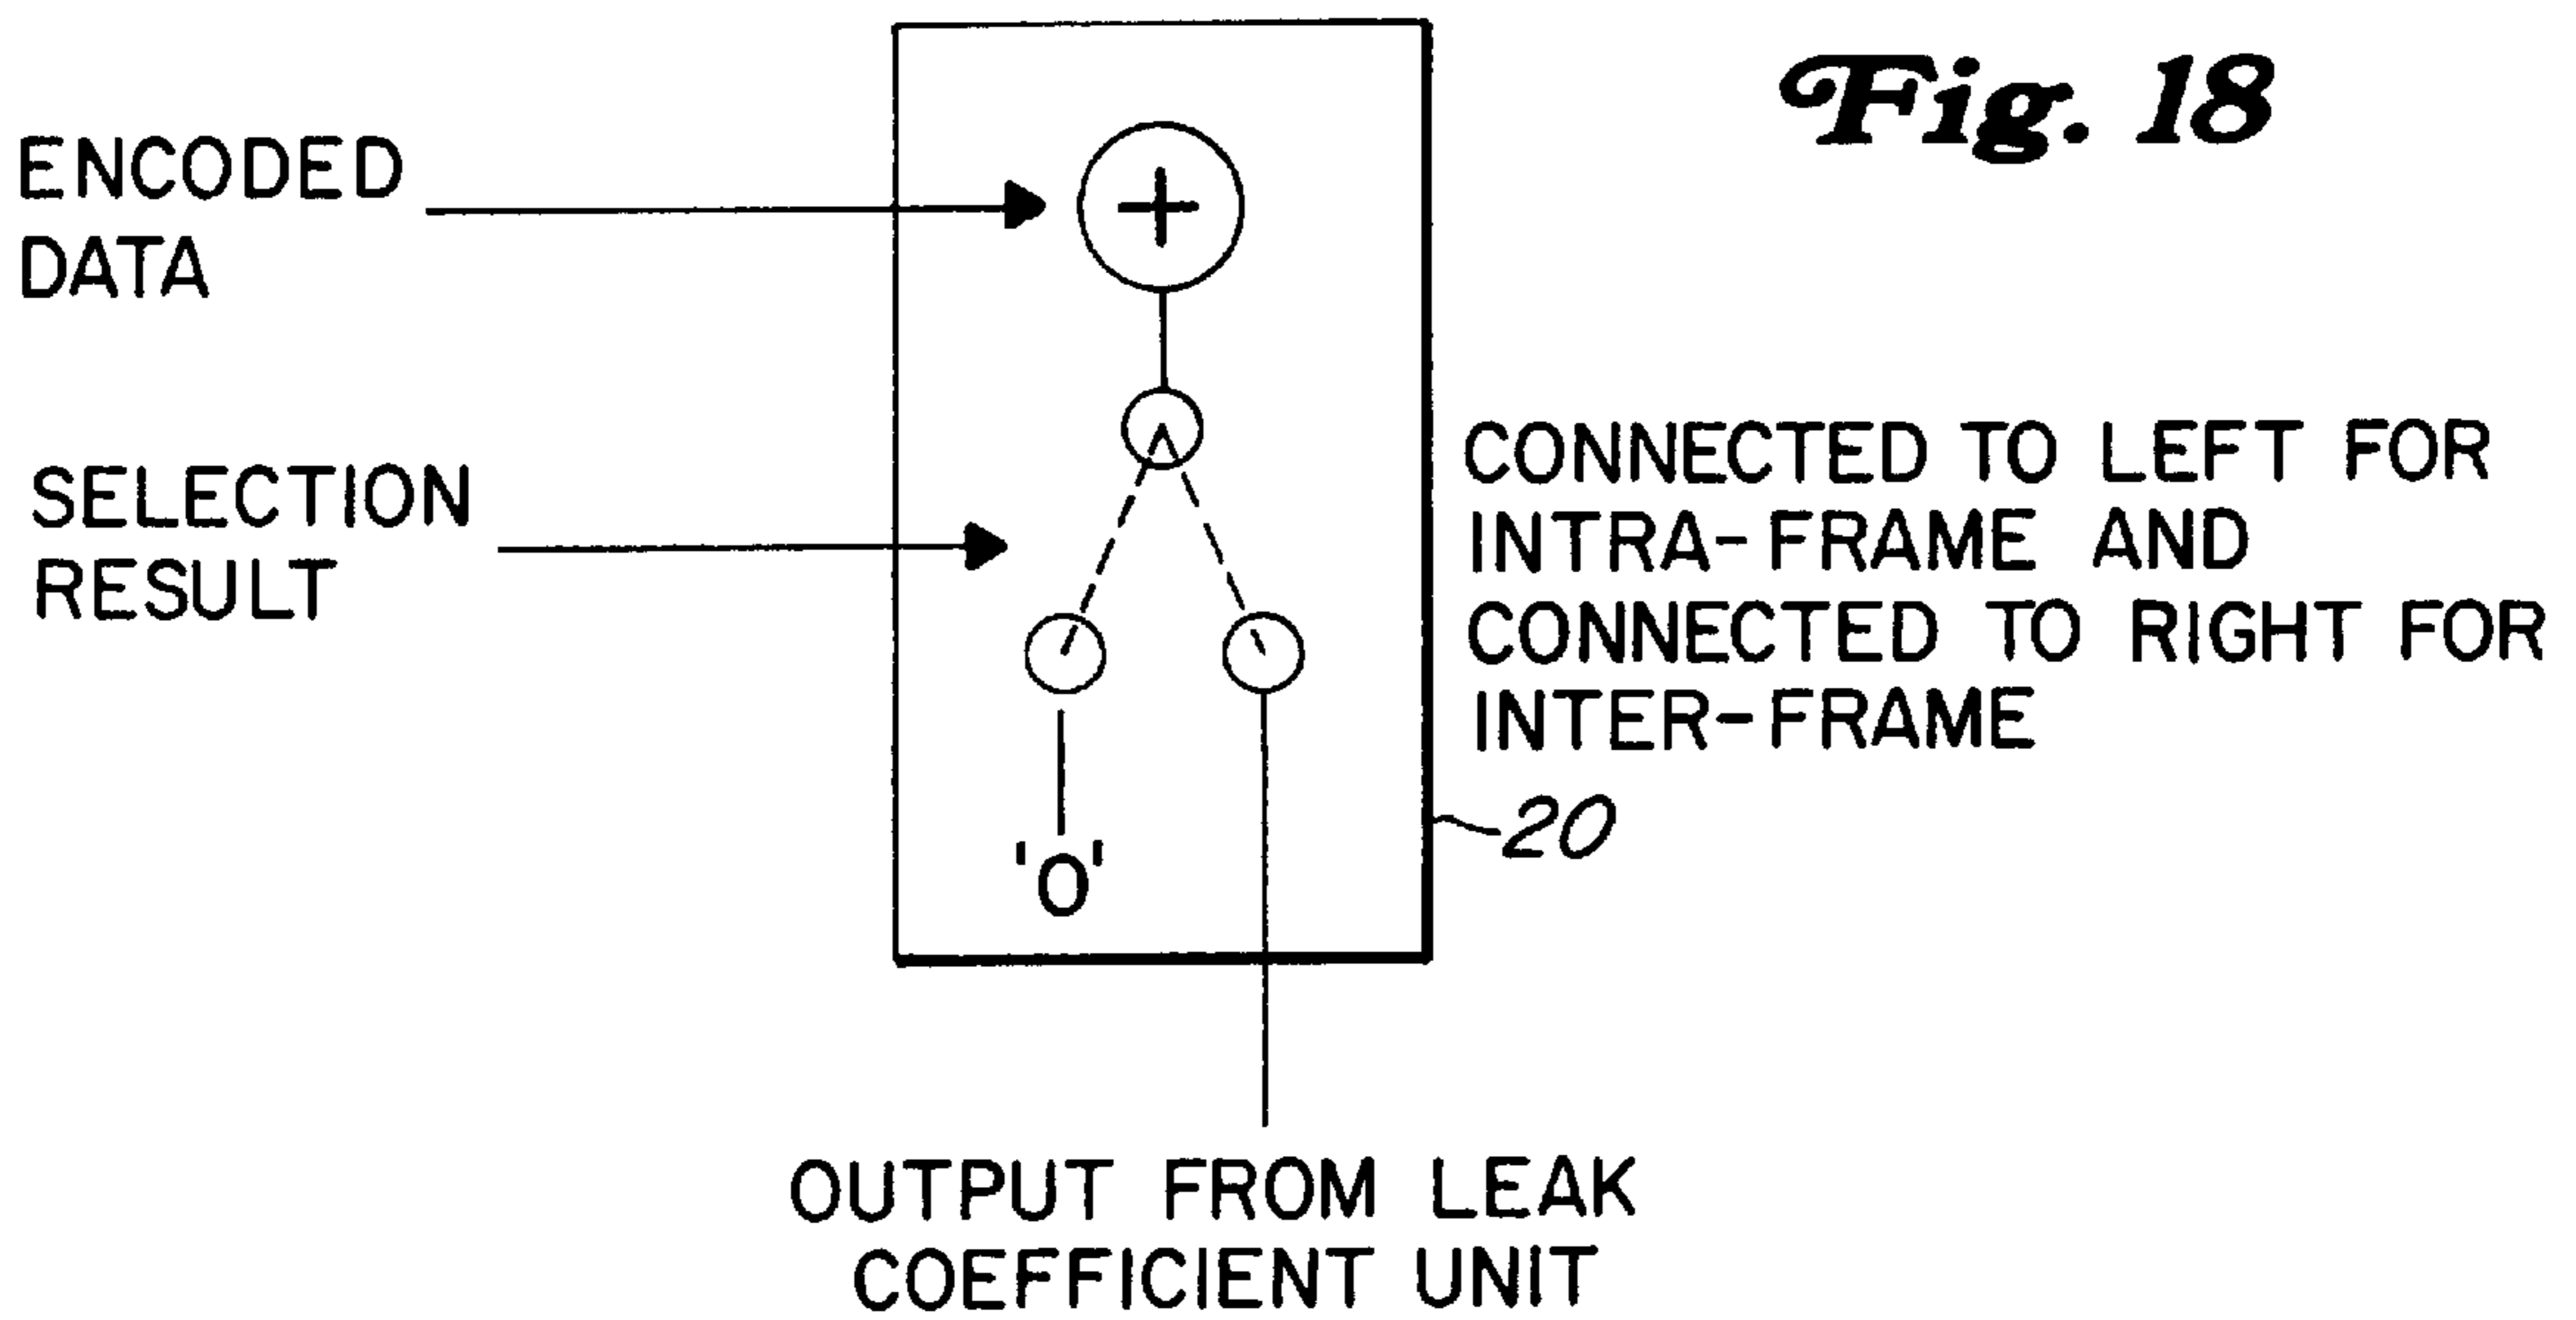 Fig. 18
ENCODED
DATA
+
SELECTION
RESULT
CONNECTED TO LEFT FOR
INTRA-FRAME AND
CONNECTED TO RIGHT FOR
INTER-FRAME
20
'0'
OUTPUT FROM LEAK
COEFFICIENT UNIT